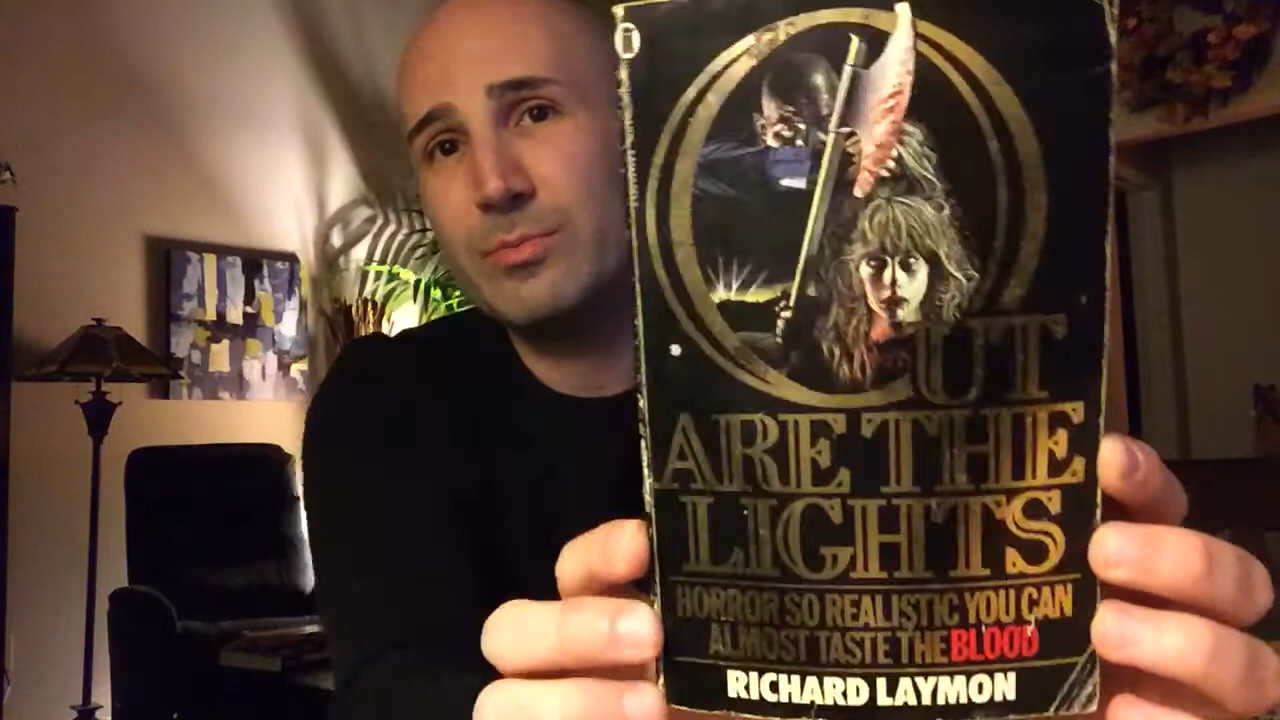 OUT
ARE THE
LIGHTS
HORROR SO REALISTIC YOU CAN
ALMOST TASTE THE BLOOD
RICHARD LAYMON